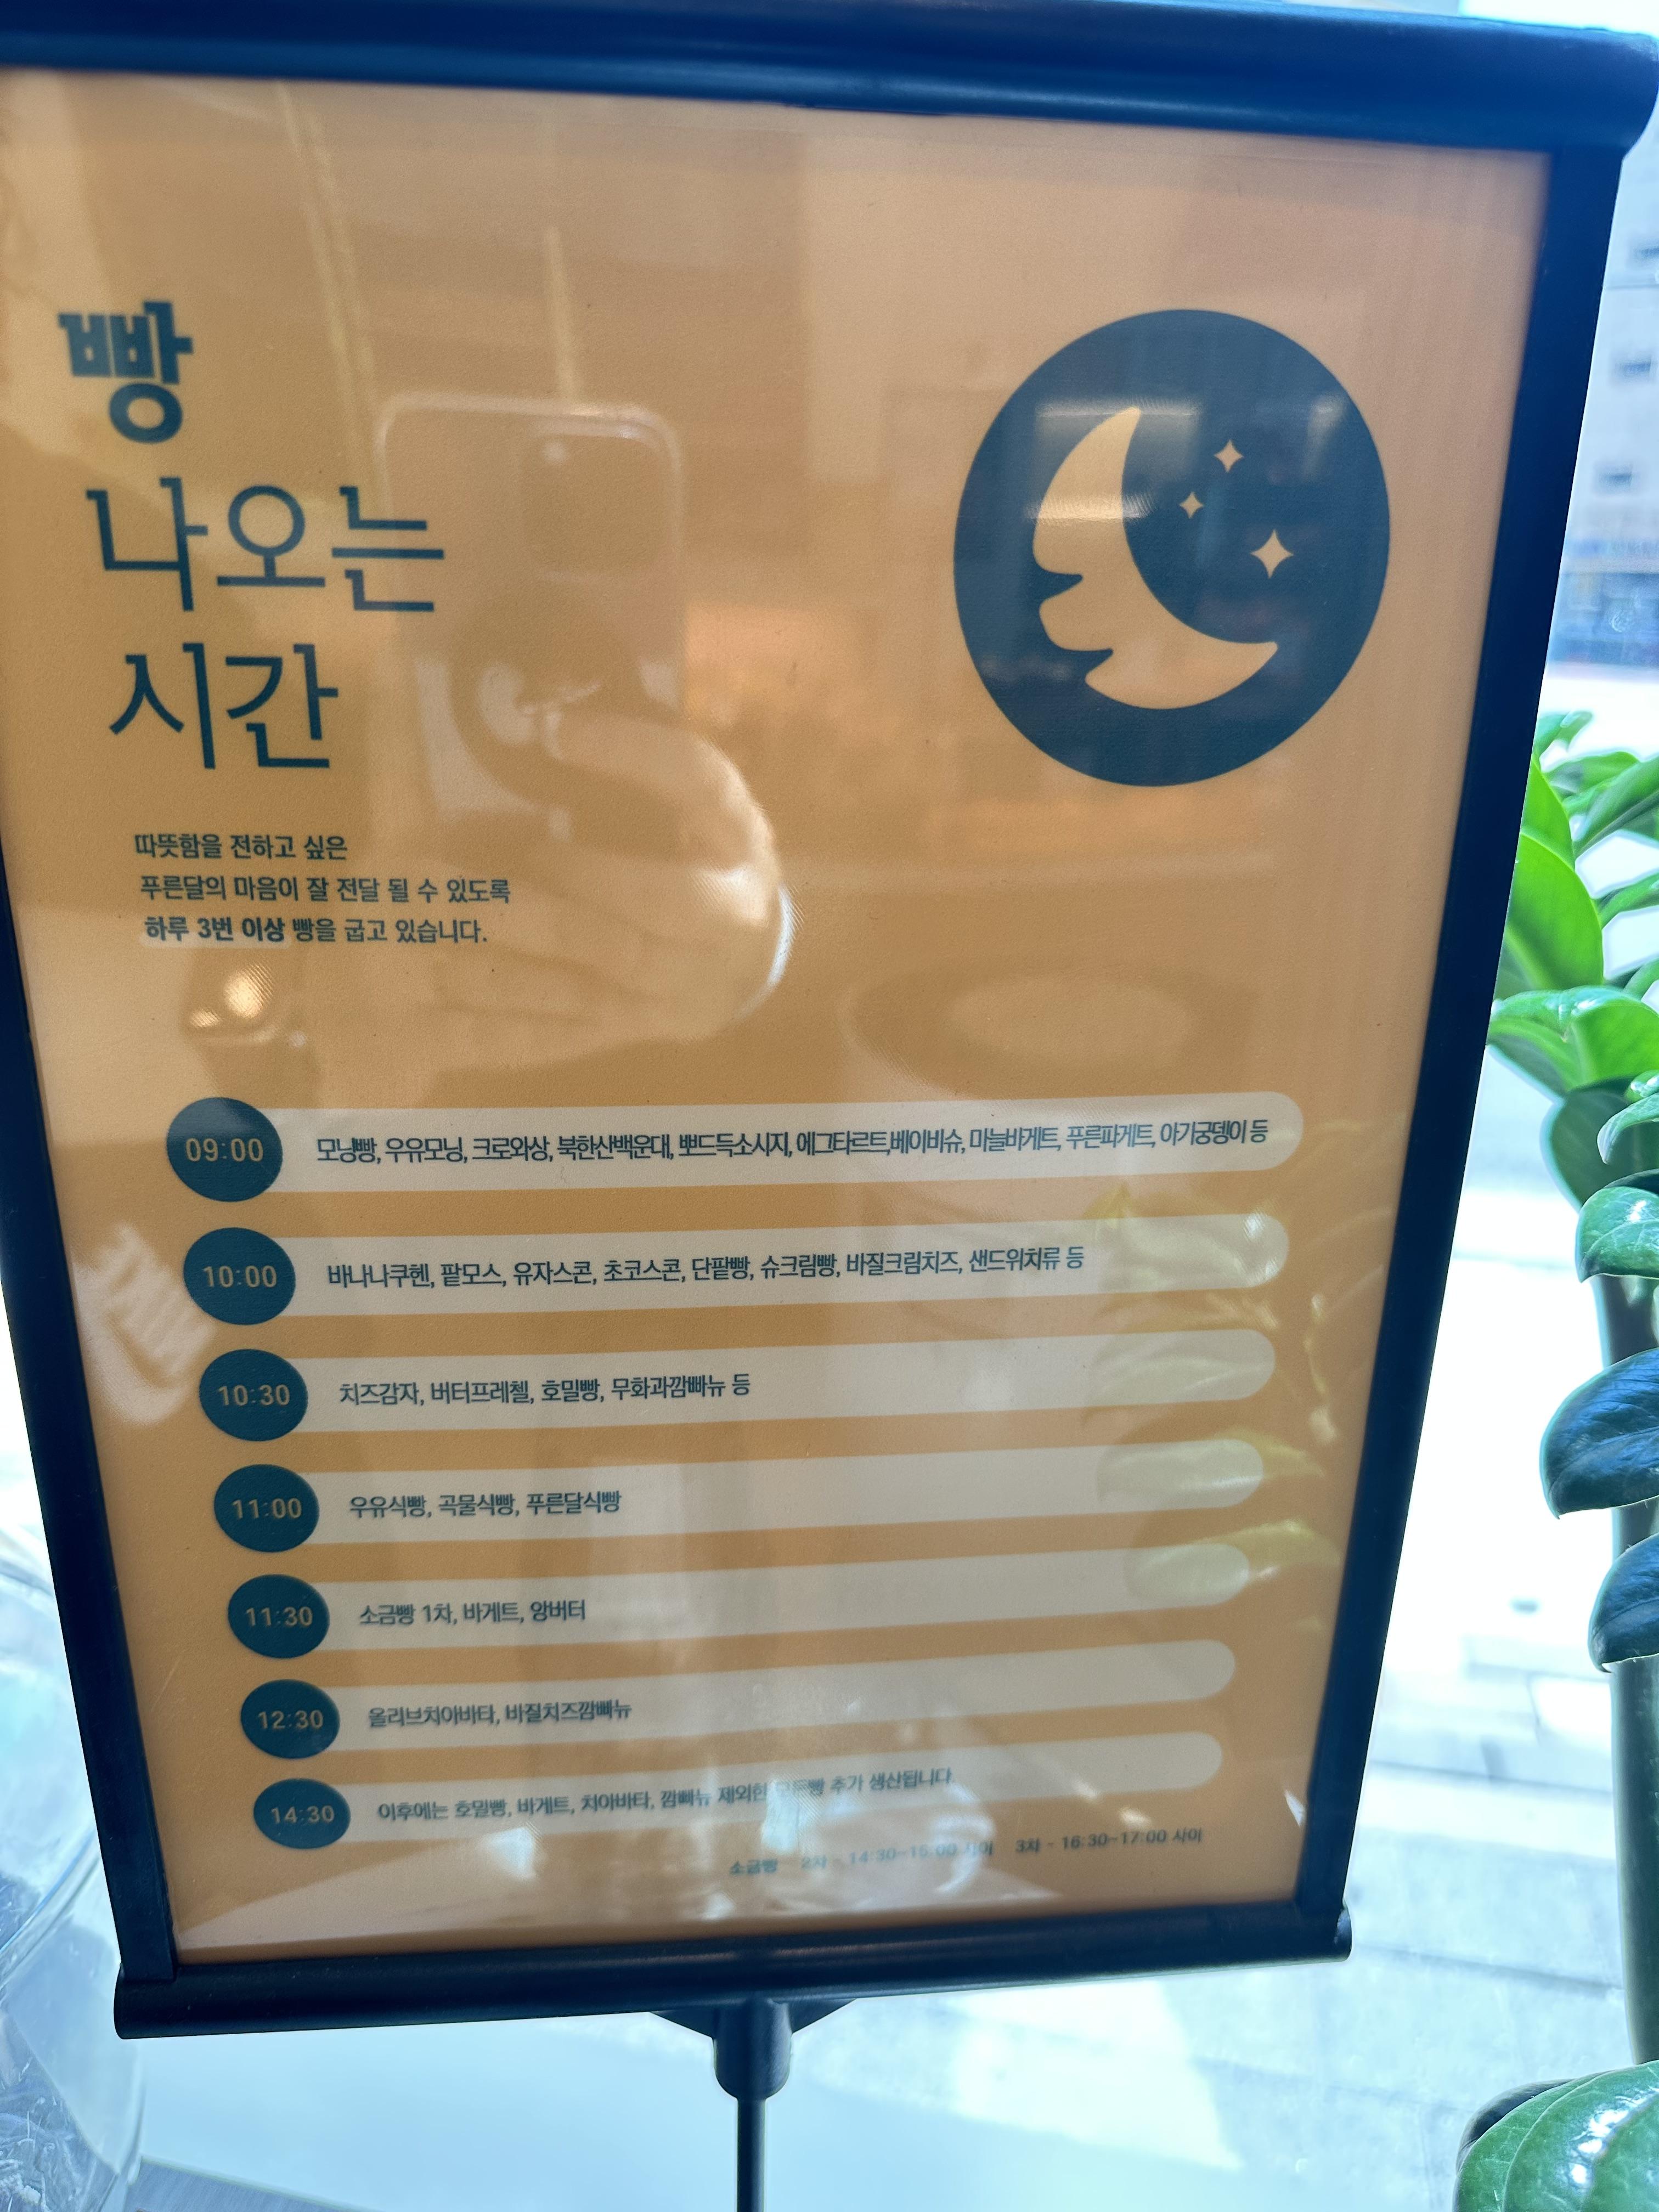 빵
나오는
시간
따뜻함을 전하고 싶은
푸른달의 마음이 잘 전달 될 수 있도록
하루 3번 이상 빵을 굽고 있습니다.
09:00 모닝빵, 우유모닝, 크로와상, 북한산백운대, 뽀드득소시지, 에그타르트,베이비슈, 마늘바게트, 푸른파게트, 아기궁뎅이 등
10:00 바나나쿠헨, 팥모스, 유자스콘, 초코스콘, 단팥빵, 슈크림빵, 바질크림치즈, 샌드위치류 등
10:30 치즈감자, 버터프레첼, 호밀빵, 무화과깜빠뉴 등
11:00 우유식빵, 곡물식빵, 푸른달식빵
11:30 소금빵 1차, 바게트, 앙버터
12:30 올리브치아바타, 바질치즈깜빠뉴
14:30 이후에는 호밀빵, 바게트, 치아바타, 깜빠뉴 제외한 모든빵 추가 생산됩니다.
소금빵 2차 - 14:30~15:00 사이 3차 - 16:30~17:00 사이